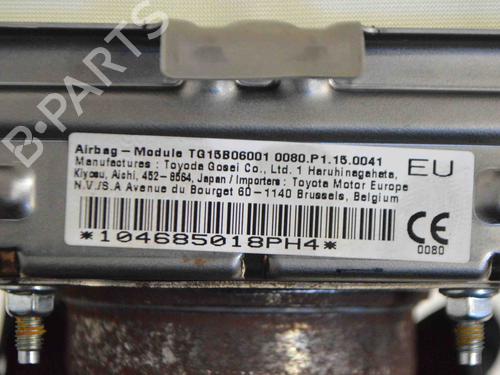 B-PARTS
Airbag - Module TG15B06001 0080.P1.15.0041
EU
Manufactures : Toyoda Gosei Co., Ltd. 1 Haruhinagahata,
Kiyosu, Aichi, 452-8564, Japan / Importers : Toyota Motor Europe
N.V./S.A Avenue du Bourget 60-1140 Brussels, Belgium
*104685018PH4*
CE
0080